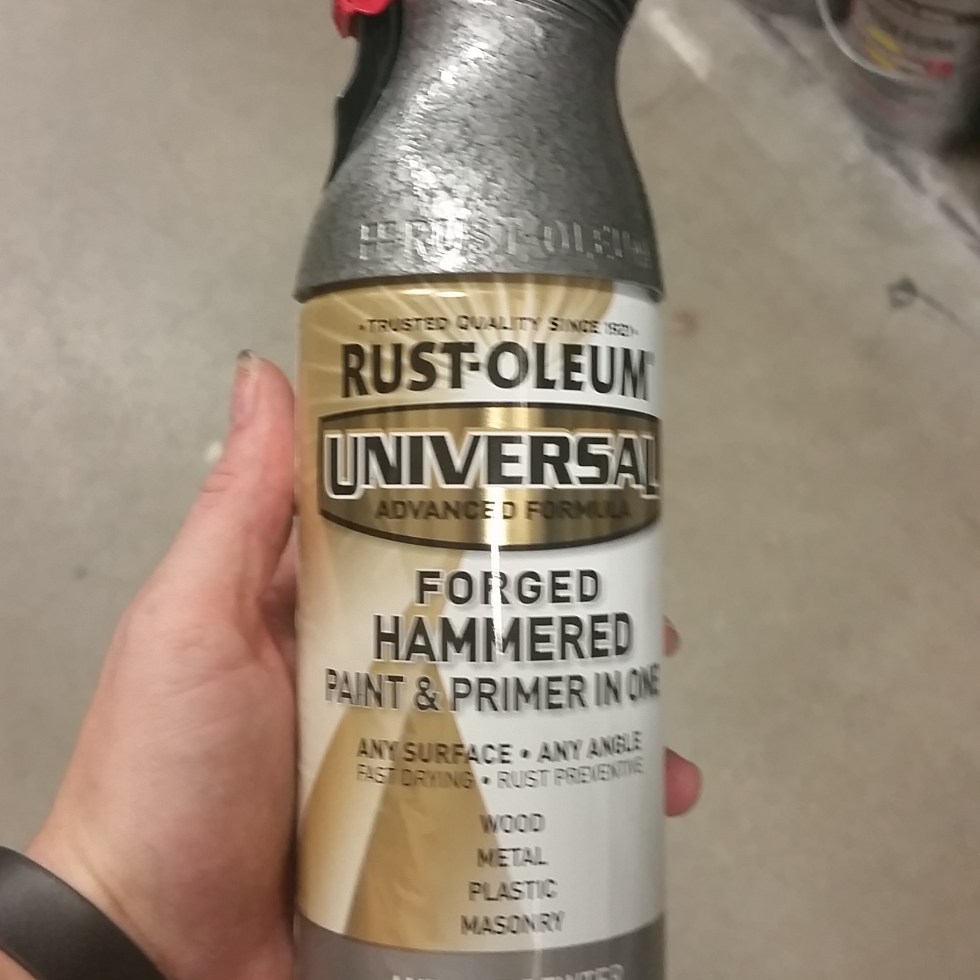 RUST-OLEUM
•TRUSTED QUALITY SINCE 1921•
RUST-OLEUM
UNIVERSAL
ADVANCED FORMULA
FORGED
HAMMERED
PAINT & PRIMER IN ONE
ANY SURFACE • ANY ANGLE
FAST DRYING • RUST PREVENTIVE
WOOD
METAL
PLASTIC
MASONRY